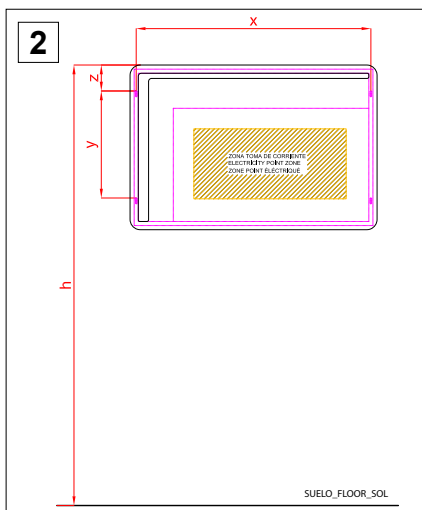 2
x
z
y
h
ZONA TOMA DE CORRIENTE
ELECTRICITY POINT ZONE
ZONE POINT ÉLECTRIQUE
SUELO_FLOOR_SOL